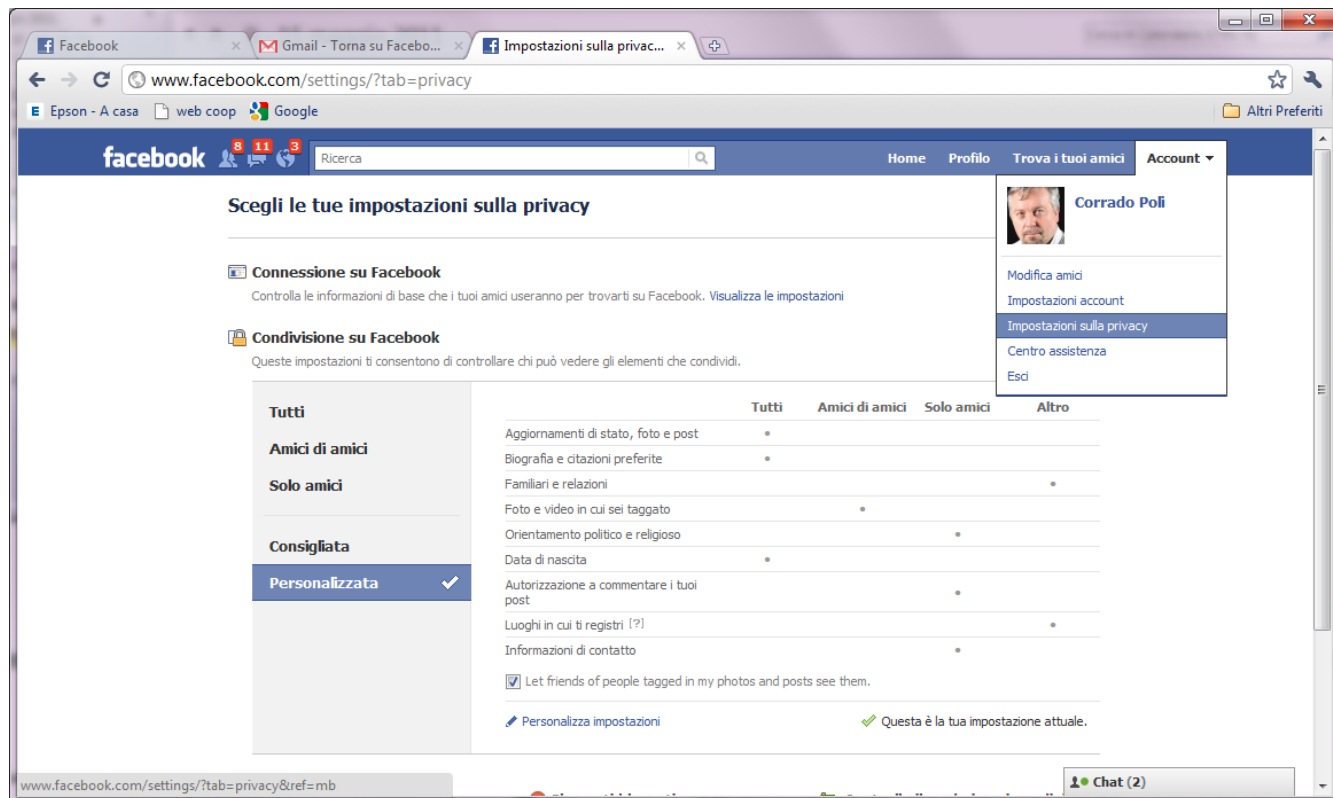 Facebook
Gmail - Torna su Facebo...
Impostazioni sulla privac...
www.facebook.com/settings/?tab=privacy
Epson - A casa web coop Google Altri Preferiti
facebook 8 11 3 Ricerca Home Profilo Trova i tuoi amici Account
Corrado Poli
Modifica amici
Impostazioni account
Impostazioni sulla privacy
Centro assistenza
Esci
Scegli le tue impostazioni sulla privacy
Connessione su Facebook
Controlla le informazioni di base che i tuoi amici useranno per trovarti su Facebook. Visualizza le impostazioni
Condivisione su Facebook
Queste impostazioni ti consentono di controllare chi può vedere gli elementi che condividi.
Tutti
Amici di amici
Solo amici
Consigliata
Personalizzata
Tutti Amici di amici Solo amici Altro
Aggiornamenti di stato, foto e post
Biografia e citazioni preferite
Familiari e relazioni
Foto e video in cui sei taggato
Orientamento politico e religioso
Data di nascita
Autorizzazione a commentare i tuoi
post
Luoghi in cui ti registri [?]
Informazioni di contatto
Let friends of people tagged in my photos and posts see them.
Personalizza impostazioni Questa è la tua impostazione attuale.
www.facebook.com/settings/?tab=privacy&ref=mb
Chat (2)